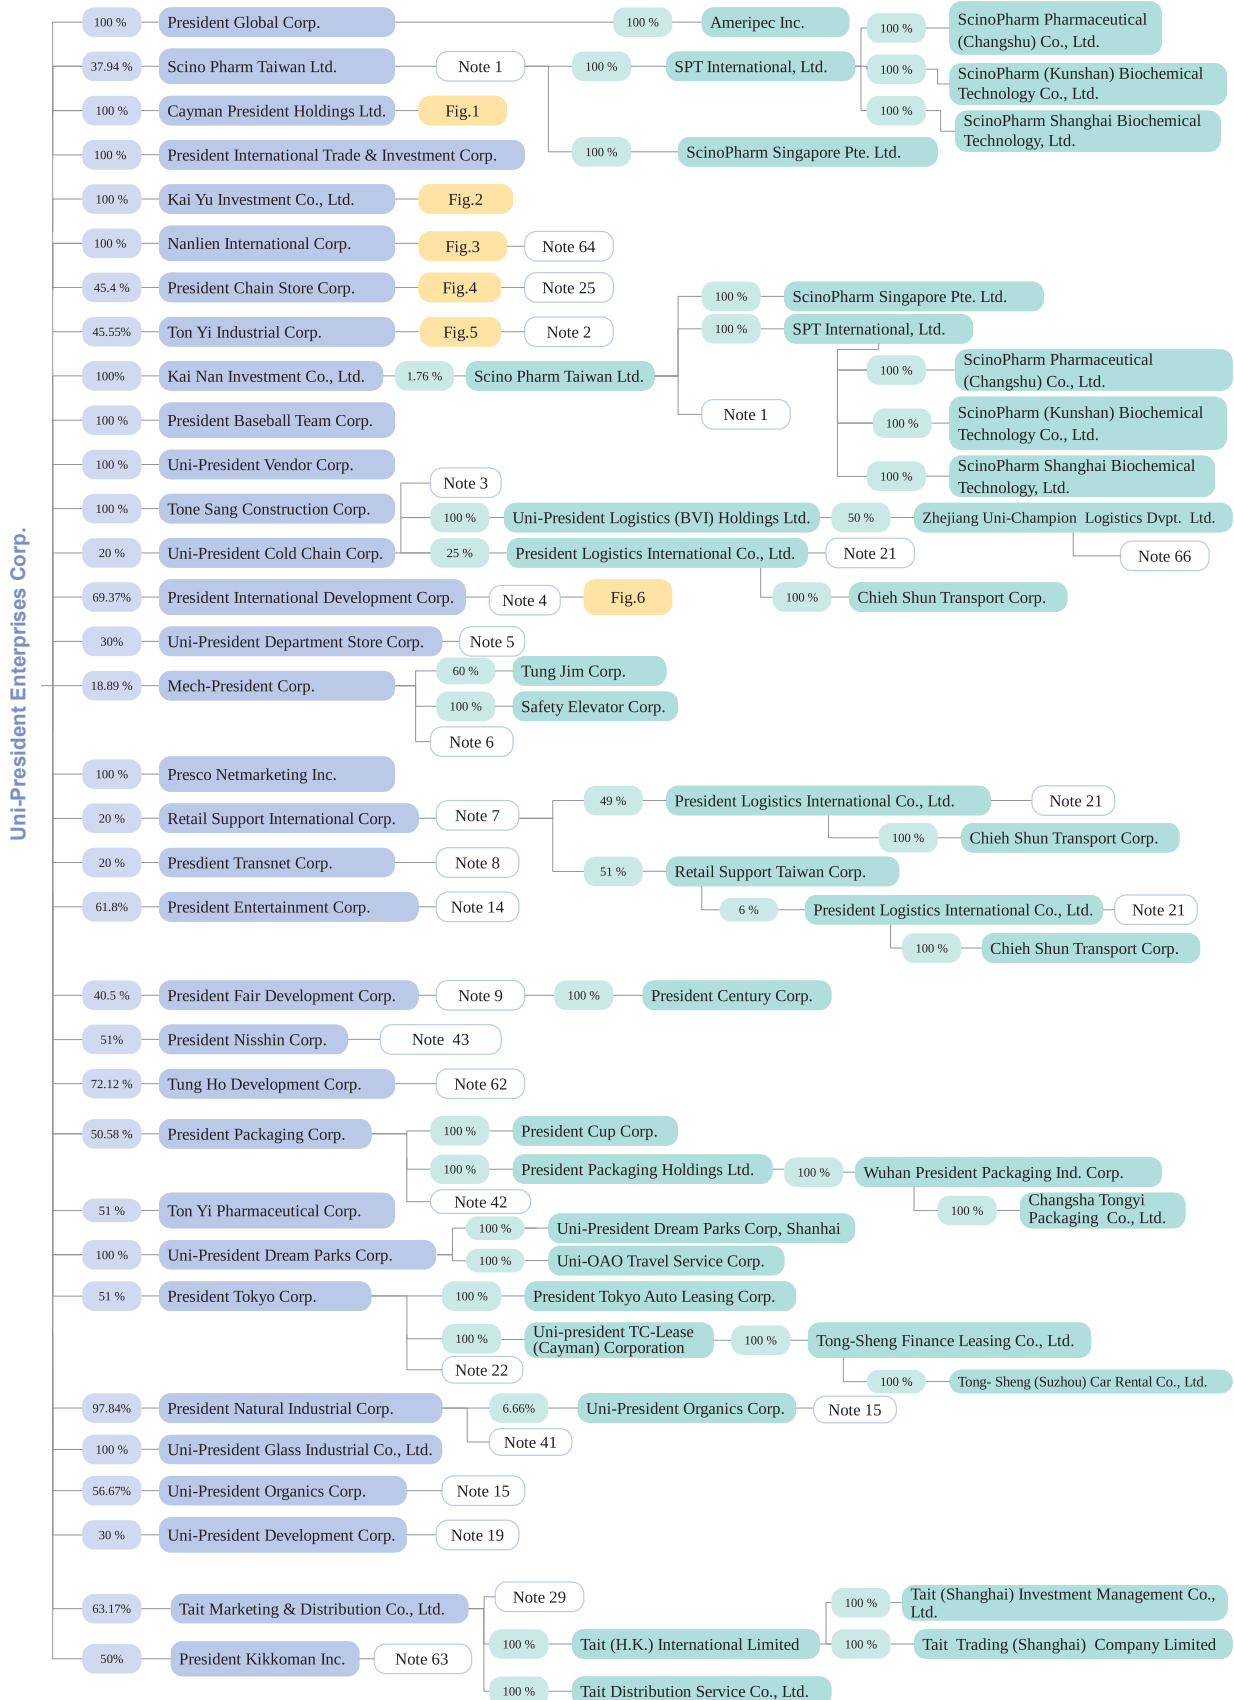 Uni-President Enterprises Corp.
100 %
President Global Corp.
100 %
Ameripec Inc.
37.94 %
Scino Pharm Taiwan Ltd.
Note 1
100 %
SPT International, Ltd.
100 %
ScinoPharm Pharmaceutical
(Changshu) Co., Ltd.
100 %
ScinoPharm (Kunshan) Biochemical
Technology Co., Ltd.
100 %
ScinoPharm Shanghai Biochemical
Technology, Ltd.
100 %
ScinoPharm Singapore Pte. Ltd.
100 %
Cayman President Holdings Ltd.
Fig.1
100 %
President International Trade & Investment Corp.
100 %
Kai Yu Investment Co., Ltd.
Fig.2
100 %
Nanlien International Corp.
Fig.3
Note 64
45.4 %
President Chain Store Corp.
Fig.4
Note 25
45.55%
Ton Yi Industrial Corp.
Fig.5
Note 2
100%
Kai Nan Investment Co., Ltd.
1.76 %
Scino Pharm Taiwan Ltd.
100 %
ScinoPharm Singapore Pte. Ltd.
100 %
SPT International, Ltd.
100 %
ScinoPharm Pharmaceutical
(Changshu) Co., Ltd.
100 %
ScinoPharm (Kunshan) Biochemical
Technology Co., Ltd.
100 %
ScinoPharm Shanghai Biochemical
Technology, Ltd.
Note 1
100 %
President Baseball Team Corp.
100 %
Uni-President Vendor Corp.
100 %
Tone Sang Construction Corp.
20 %
Uni-President Cold Chain Corp.
Note 3
100 %
Uni-President Logistics (BVI) Holdings Ltd.
50 %
Zhejiang Uni-Champion  Logistics Dvpt.  Ltd.
Note 66
25 %
President Logistics International Co., Ltd.
Note 21
100 %
Chieh Shun Transport Corp.
69.37%
President International Development Corp.
Note 4
Fig.6
30%
Uni-President Department Store Corp.
Note 5
18.89 %
Mech-President Corp.
60 %
Tung Jim Corp.
100 %
Safety Elevator Corp.
Note 6
100 %
Presco Netmarketing Inc.
20 %
Retail Support International Corp.
Note 7
49 %
President Logistics International Co., Ltd.
Note 21
100 %
Chieh Shun Transport Corp.
51 %
Retail Support Taiwan Corp.
6 %
President Logistics International Co., Ltd.
Note 21
100 %
Chieh Shun Transport Corp.
20 %
Presdient Transnet Corp.
Note 8
61.8%
President Entertainment Corp.
Note 14
40.5 %
President Fair Development Corp.
Note 9
100 %
President Century Corp.
51%
President Nisshin Corp.
Note  43
72.12 %
Tung Ho Development Corp.
Note 62
50.58 %
President Packaging Corp.
100 %
President Cup Corp.
100 %
President Packaging Holdings Ltd.
100 %
Wuhan President Packaging Ind. Corp.
100 %
Changsha Tongyi
Packaging  Co., Ltd.
Note 42
51 %
Ton Yi Pharmaceutical Corp.
100 %
Uni-President Dream Parks Corp.
100 %
Uni-President Dream Parks Corp, Shanhai
100 %
Uni-OAO Travel Service Corp.
51 %
President Tokyo Corp.
100 %
President Tokyo Auto Leasing Corp.
100 %
Uni-president TC-Lease
(Cayman) Corporation
100 %
Tong-Sheng Finance Leasing Co., Ltd.
100 %
Tong- Sheng (Suzhou) Car Rental Co., Ltd.
Note 22
97.84%
President Natural Industrial Corp.
6.66%
Uni-President Organics Corp.
Note 15
Note 41
100 %
Uni-President Glass Industrial Co., Ltd.
56.67%
Uni-President Organics Corp.
Note 15
30 %
Uni-President Development Corp.
Note 19
63.17%
Tait Marketing & Distribution Co., Ltd.
Note 29
100 %
Tait (H.K.) International Limited
100 %
Tait (Shanghai) Investment Management Co.,
Ltd.
100 %
Tait  Trading (Shanghai)  Company Limited
100 %
Tait Distribution Service Co., Ltd.
50%
President Kikkoman Inc.
Note 63